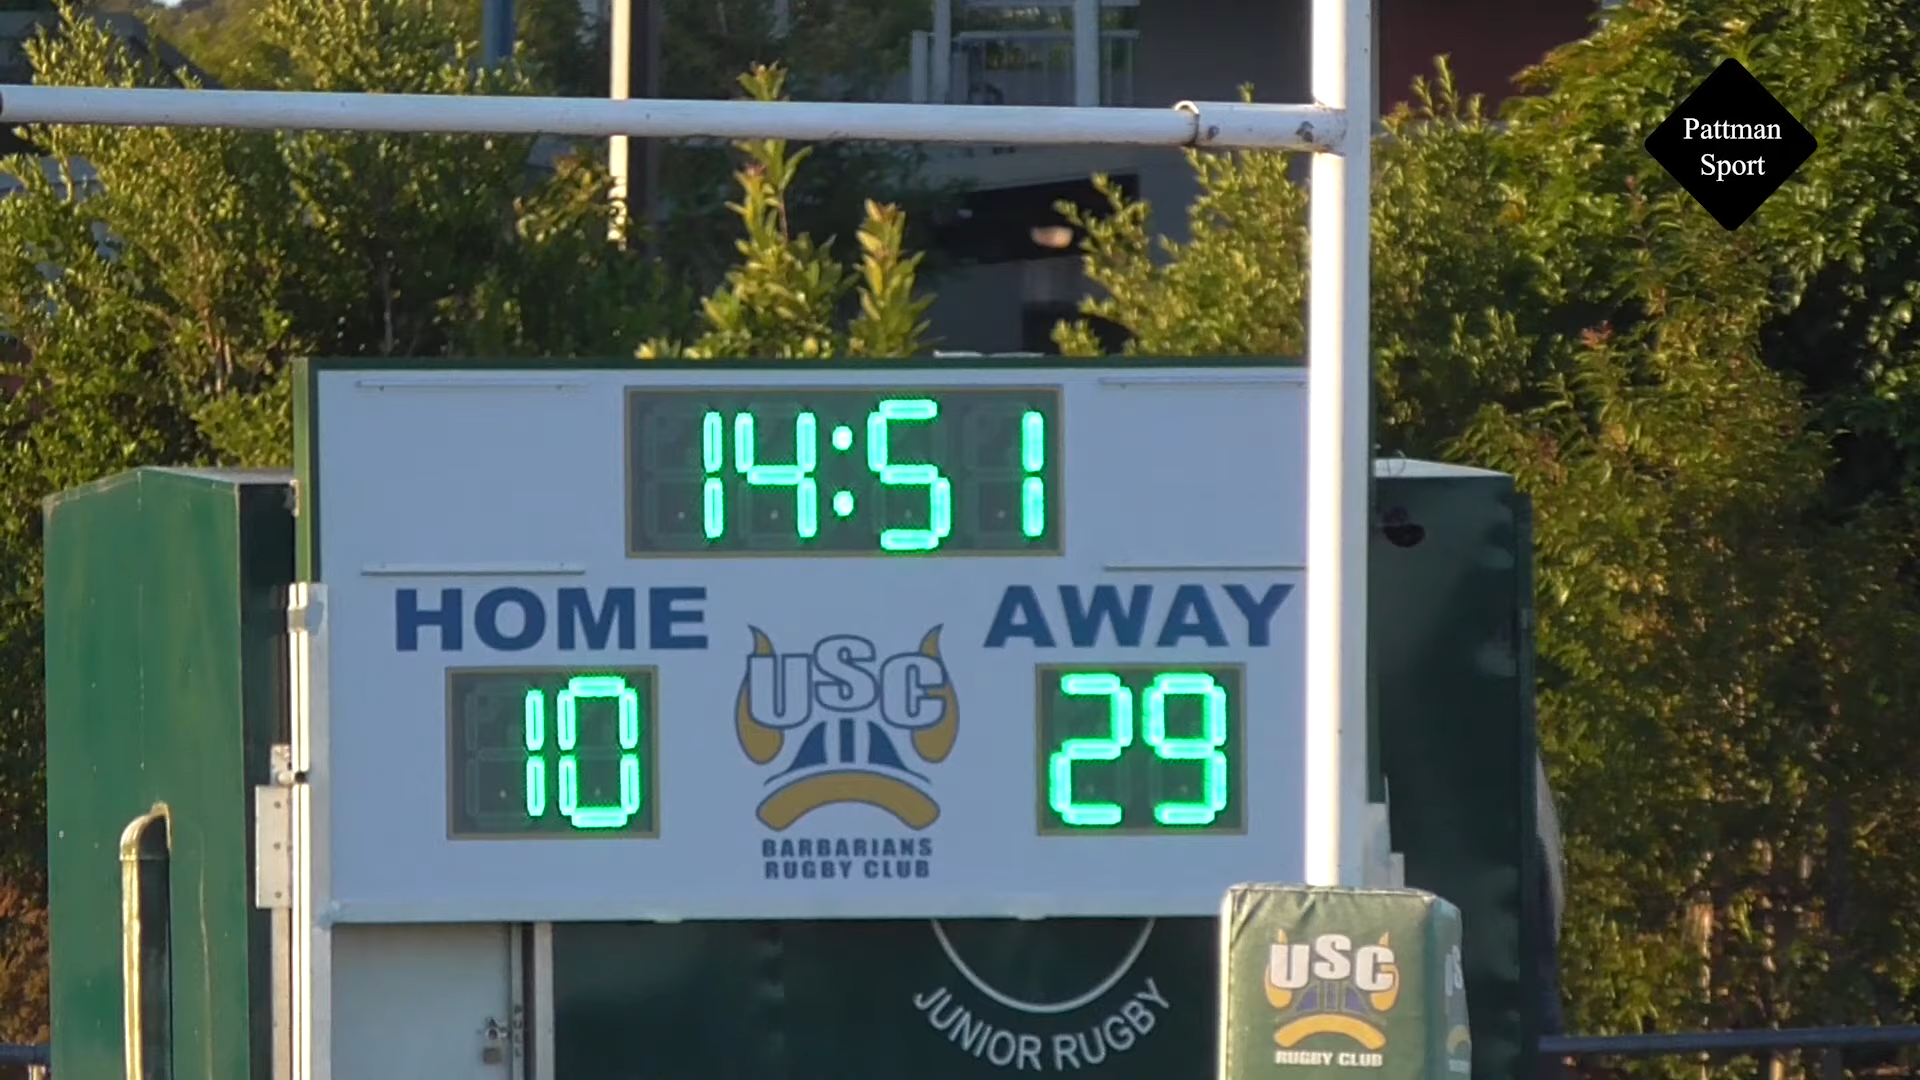 Pattman
Sport
14:51
HOME
AWAY
10
USC
29
BARBARIANS
RUGBY CLUB
JUNIOR RUGBY
USC
RUGBY CLUB